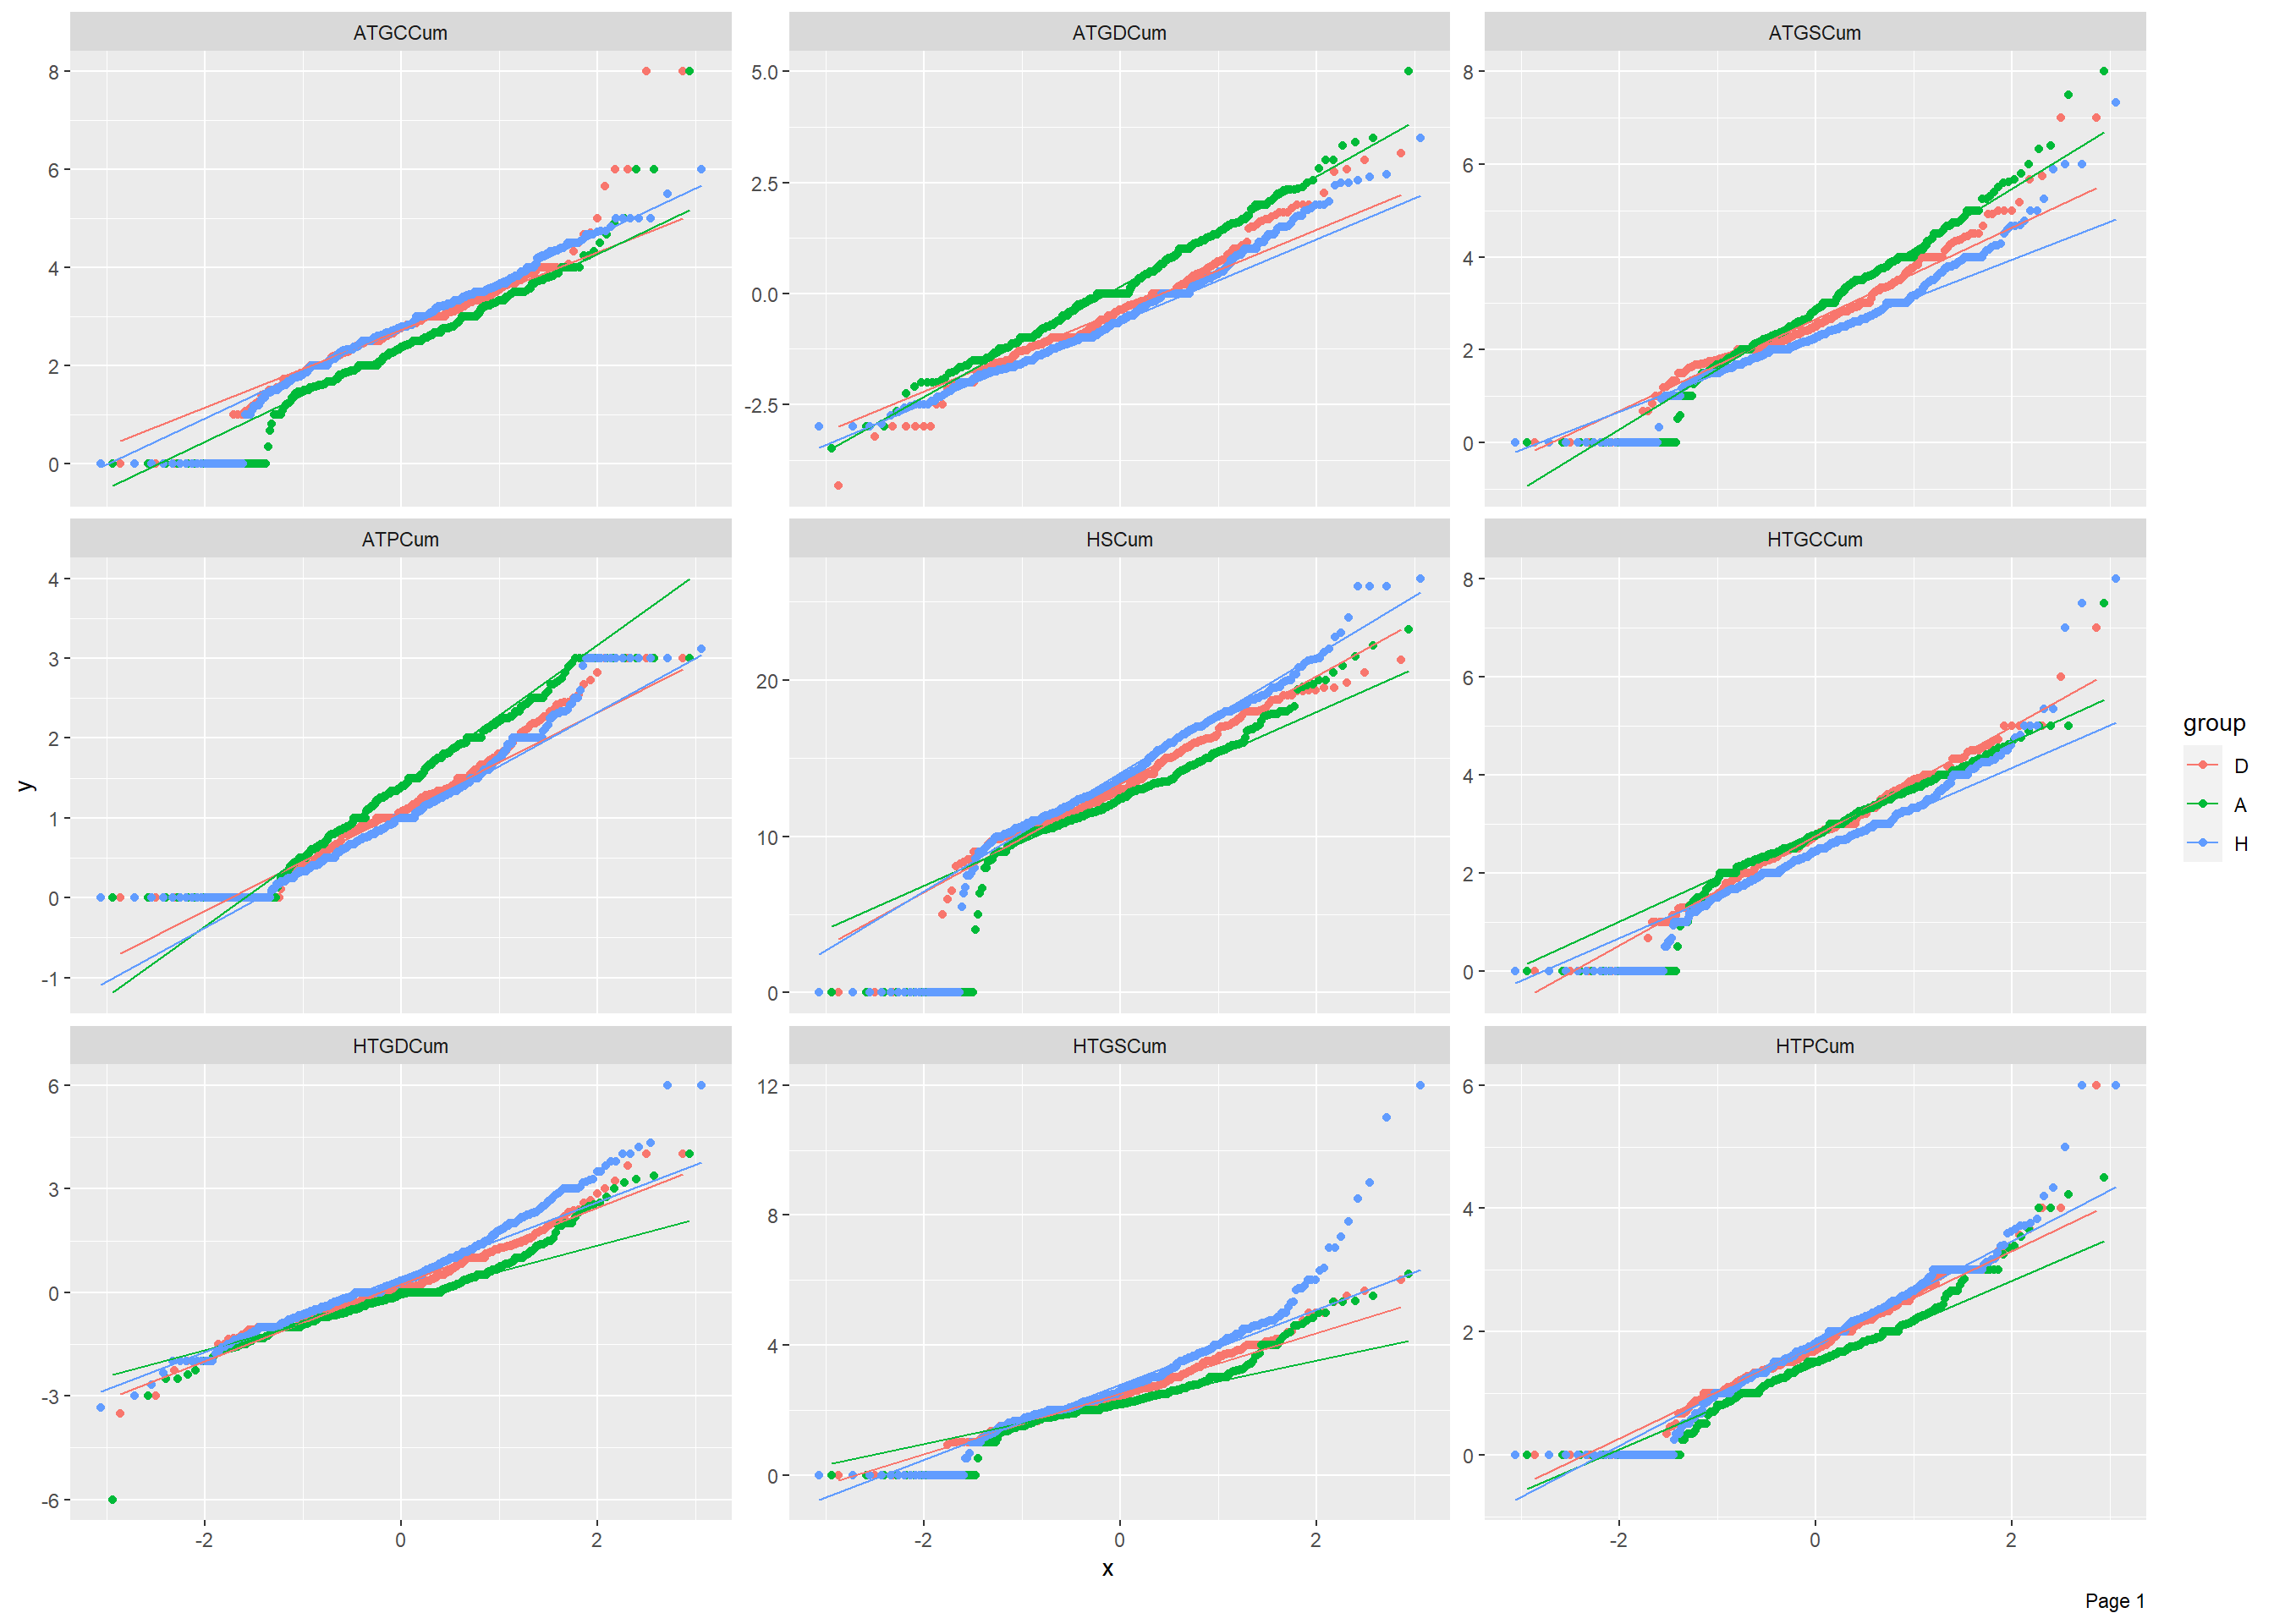 ATGCCum ATGDCum ATGSCum
8 6 4 2 0
5.0 2.5 0.0 -2.5
8 6 4 2 0
ATPCum HSCum HTGCCum
4 3 2 1 0 -1
20 10 0
8 6 4 2 0
HTGDCum HTGSCum HTPCum
6 3 0 -3 -6
12 8 4 0
6 4 2 0
-2 0 2 -2 0 2 -2 0 2
x
y
group
D
A
H
Page 1